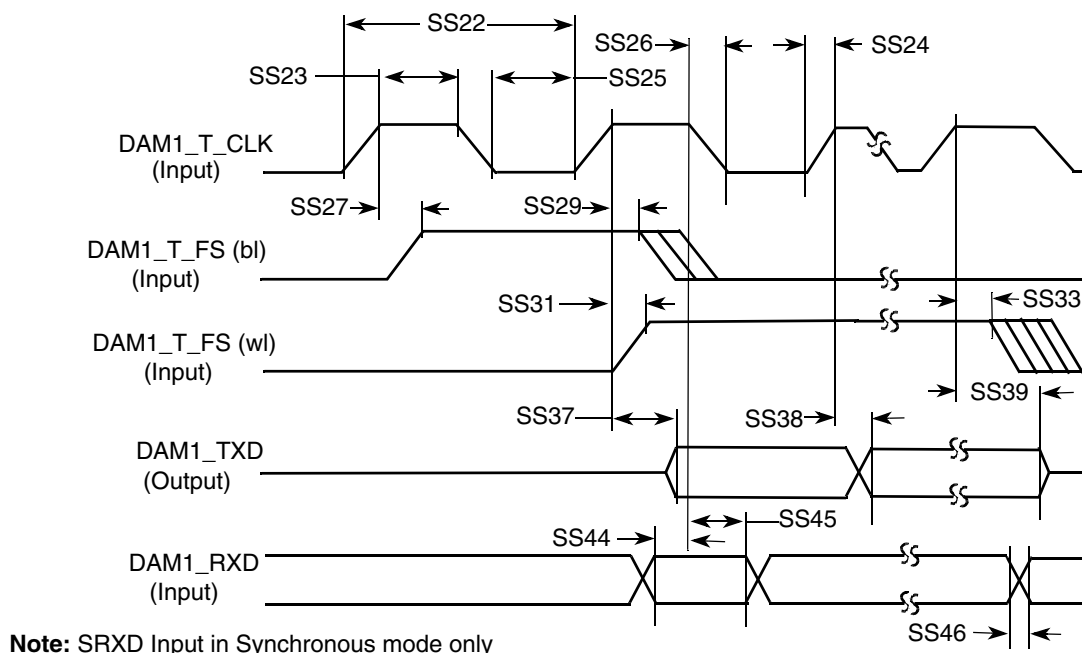 SS22
SS26
SS24
SS23
SS25
DAM1_T_CLK
(Input)
SS27
SS29
DAM1_T_FS (bl)
(Input)
SS31
SS33
DAM1_T_FS (wl)
(Input)
SS39
SS37
SS38
DAM1_TXD
(Output)
SS45
SS44
DAM1_RXD
(Input)
SS46
Note: SRXD Input in Synchronous mode only